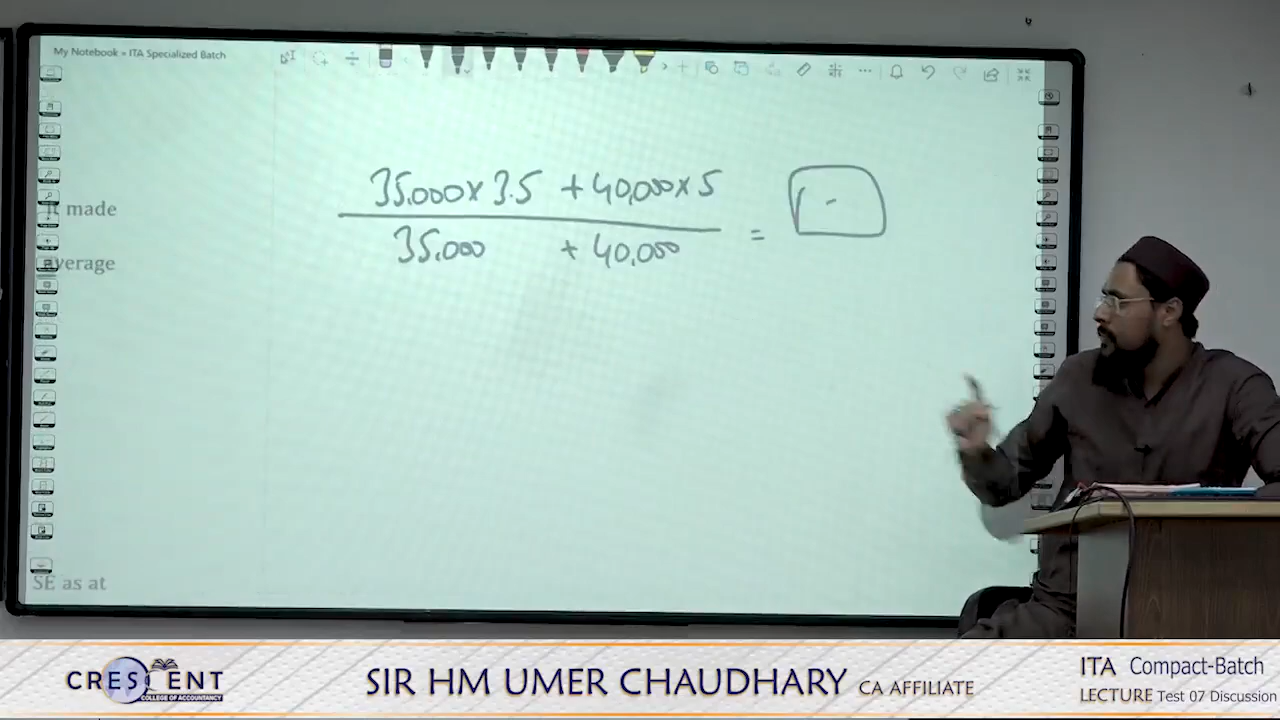 My Notebook » ITA Specialized Batch
35,000 x 3.5 + 40,000 x 5
35,000 + 40,000
=
it made
average
SE as at
CRESCENT
COLLEGE OF ACCOUNTANCY
SIR HM UMER CHAUDHARY CA AFFILIATE
ITA Compact-Batch
LECTURE Test 07 Discussion